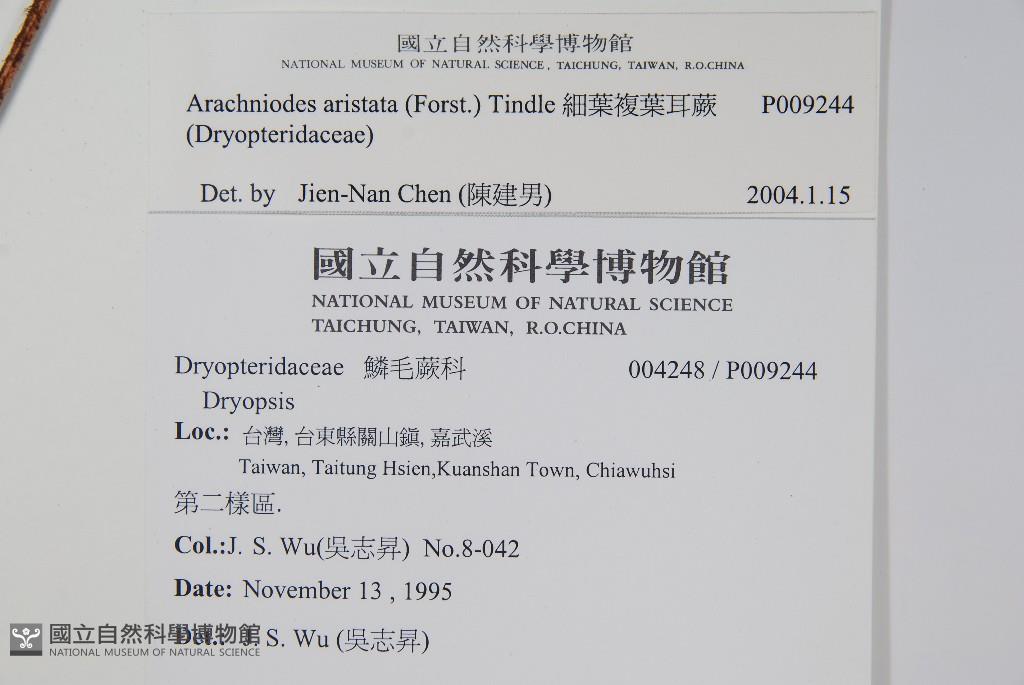 國立自然科學博物館
NATIONAL MUSEUM OF NATURAL SCIENCE, TAICHUNG, TAIWAN, R.O.CHINA
Arachniodes aristata (Forst.) Tindle 細葉複葉耳蕨 P009244
(Dryopteridaceae)
Det. by Jien-Nan Chen (陳建男) 2004.1.15
國立自然科學博物館
NATIONAL MUSEUM OF NATURAL SCIENCE
TAICHUNG, TAIWAN, R.O.CHINA
Dryopteridaceae 鱗毛蕨科 004248 / P009244
Dryopsis
Loc.: 台灣, 台東縣關山鎮, 嘉武溪
Taiwan, Taitung Hsien,Kuanshan Town, Chiawuhsi
第二樣區.
Col.:J. S. Wu(吳志昇) No.8-042
Date: November 13 , 1995
Det.: J. S. Wu (吳志昇)
國立自然科學博物館
NATIONAL MUSEUM OF NATURAL SCIENCE